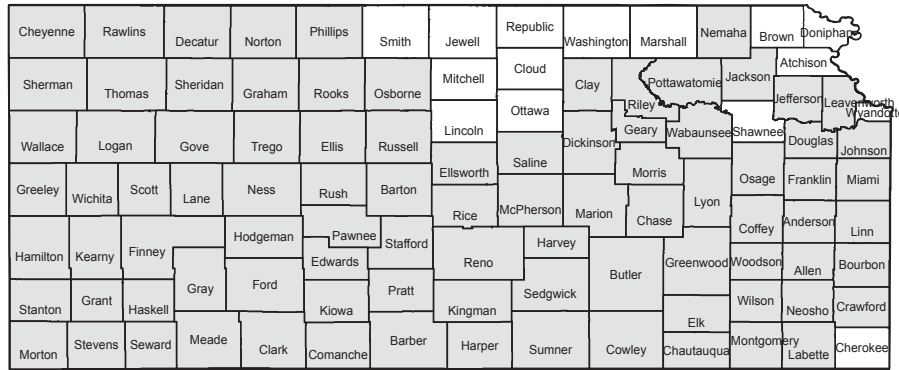 Cheyenne
Rawlins
Decatur
Norton
Phillips
Smith
Jewell
Republic
Washington
Marshall
Nemaha
Brown
Doniphan
Sherman
Thomas
Sheridan
Graham
Rooks
Osborne
Mitchell
Cloud
Clay
Riley
Pottawatomie
Jackson
Atchison
Jefferson
Leavenworth
Wyandotte
Wallace
Logan
Gove
Trego
Ellis
Russell
Lincoln
Ottawa
Saline
Dickinson
Geary
Wabaunsee
Shawnee
Douglas
Johnson
Greeley
Wichita
Scott
Lane
Ness
Rush
Barton
Ellsworth
Rice
McPherson
Marion
Morris
Chase
Lyon
Osage
Franklin
Miami
Hamilton
Kearny
Finney
Hodgeman
Pawnee
Edwards
Stafford
Reno
Harvey
Butler
Greenwood
Coffey
Anderson
Linn
Woodson
Allen
Bourbon
Stanton
Grant
Haskell
Gray
Ford
Kiowa
Pratt
Kingman
Sedgwick
Elk
Wilson
Neosho
Crawford
Morton
Stevens
Seward
Meade
Clark
Comanche
Barber
Harper
Sumner
Cowley
Chautauqua
Montgomery
Labette
Cherokee